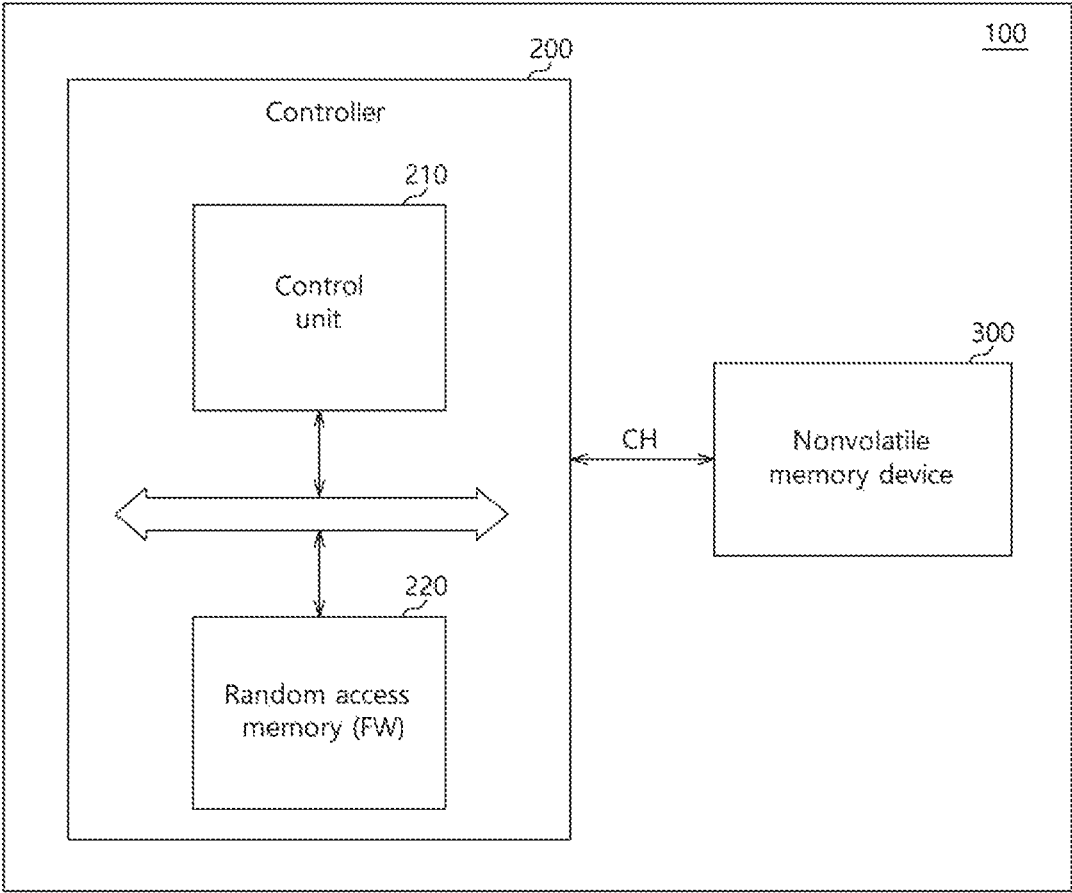 100
200
Controller
210
Control
unit
300
CH
Nonvolatile
memory device
220
Random access
memory (FW)